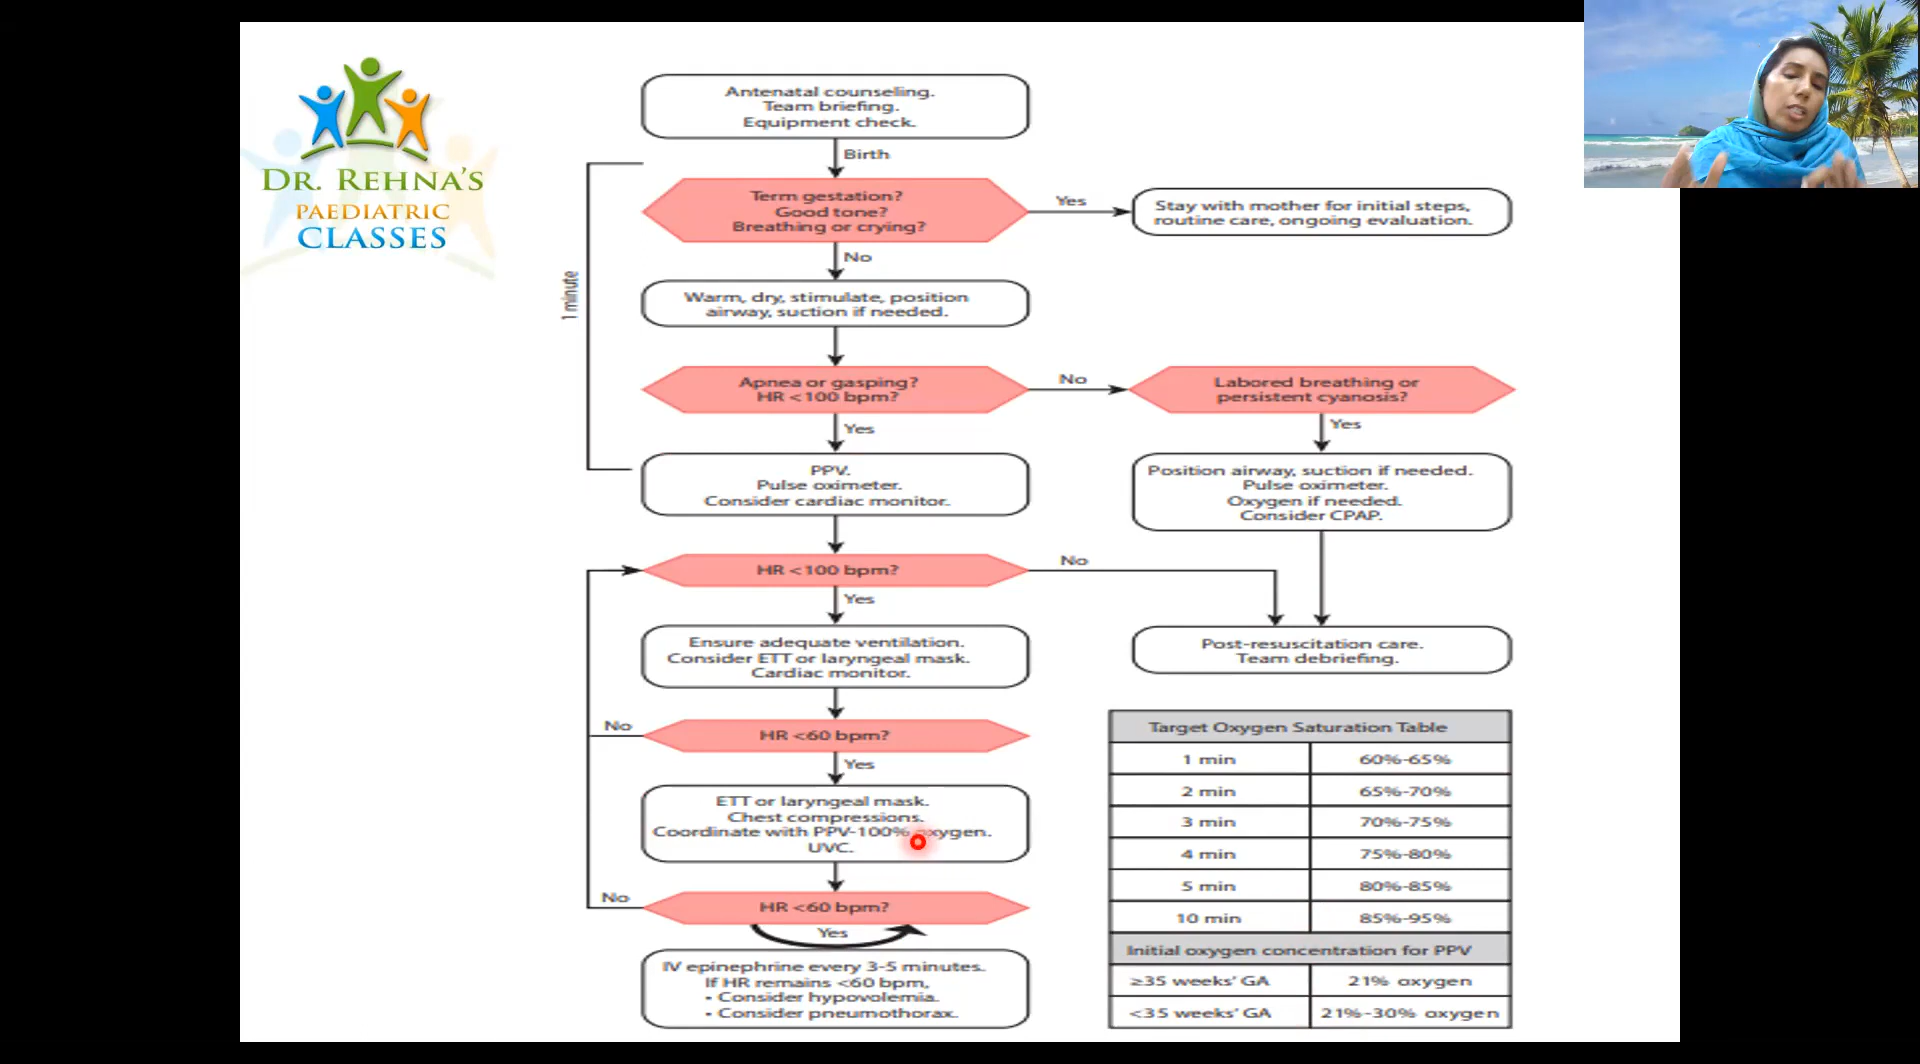 DR. REHNA'S
PAEDIATRIC
CLASSES
Antenatal counseling.
Team briefing.
Equipment check.
Birth
1 minute
Term gestation?
Good tone?
Breathing or crying?
Yes
Stay with mother for initial steps,
routine care, ongoing evaluation.
No
Warm, dry, stimulate, position
airway, suction if needed.
Apnea or gasping?
HR <100 bpm?
No
Labored breathing or
persistent cyanosis?
Yes
Yes
PPV.
Pulse oximeter.
Consider cardiac monitor.
Position airway, suction if needed.
Pulse oximeter.
Oxygen if needed.
Consider CPAP.
HR <100 bpm?
No
Yes
Ensure adequate ventilation.
Consider ETT or laryngeal mask.
Cardiac monitor.
Post-resuscitation care.
Team debriefing.
No
HR <60 bpm?
Yes
ETT or laryngeal mask.
Chest compressions.
Coordinate with PPV-100% oxygen.
UVC.
No
HR <60 bpm?
Yes
IV epinephrine every 3-5 minutes.
If HR remains <60 bpm,
• Consider hypovolemia.
• Consider pneumothorax.
Target Oxygen Saturation Table
1 min 60%-65%
2 min 65%-70%
3 min 70%-75%
4 min 75%-80%
5 min 80%-85%
10 min 85%-95%
Initial oxygen concentration for PPV
≥35 weeks' GA 21% oxygen
<35 weeks' GA 21%-30% oxygen